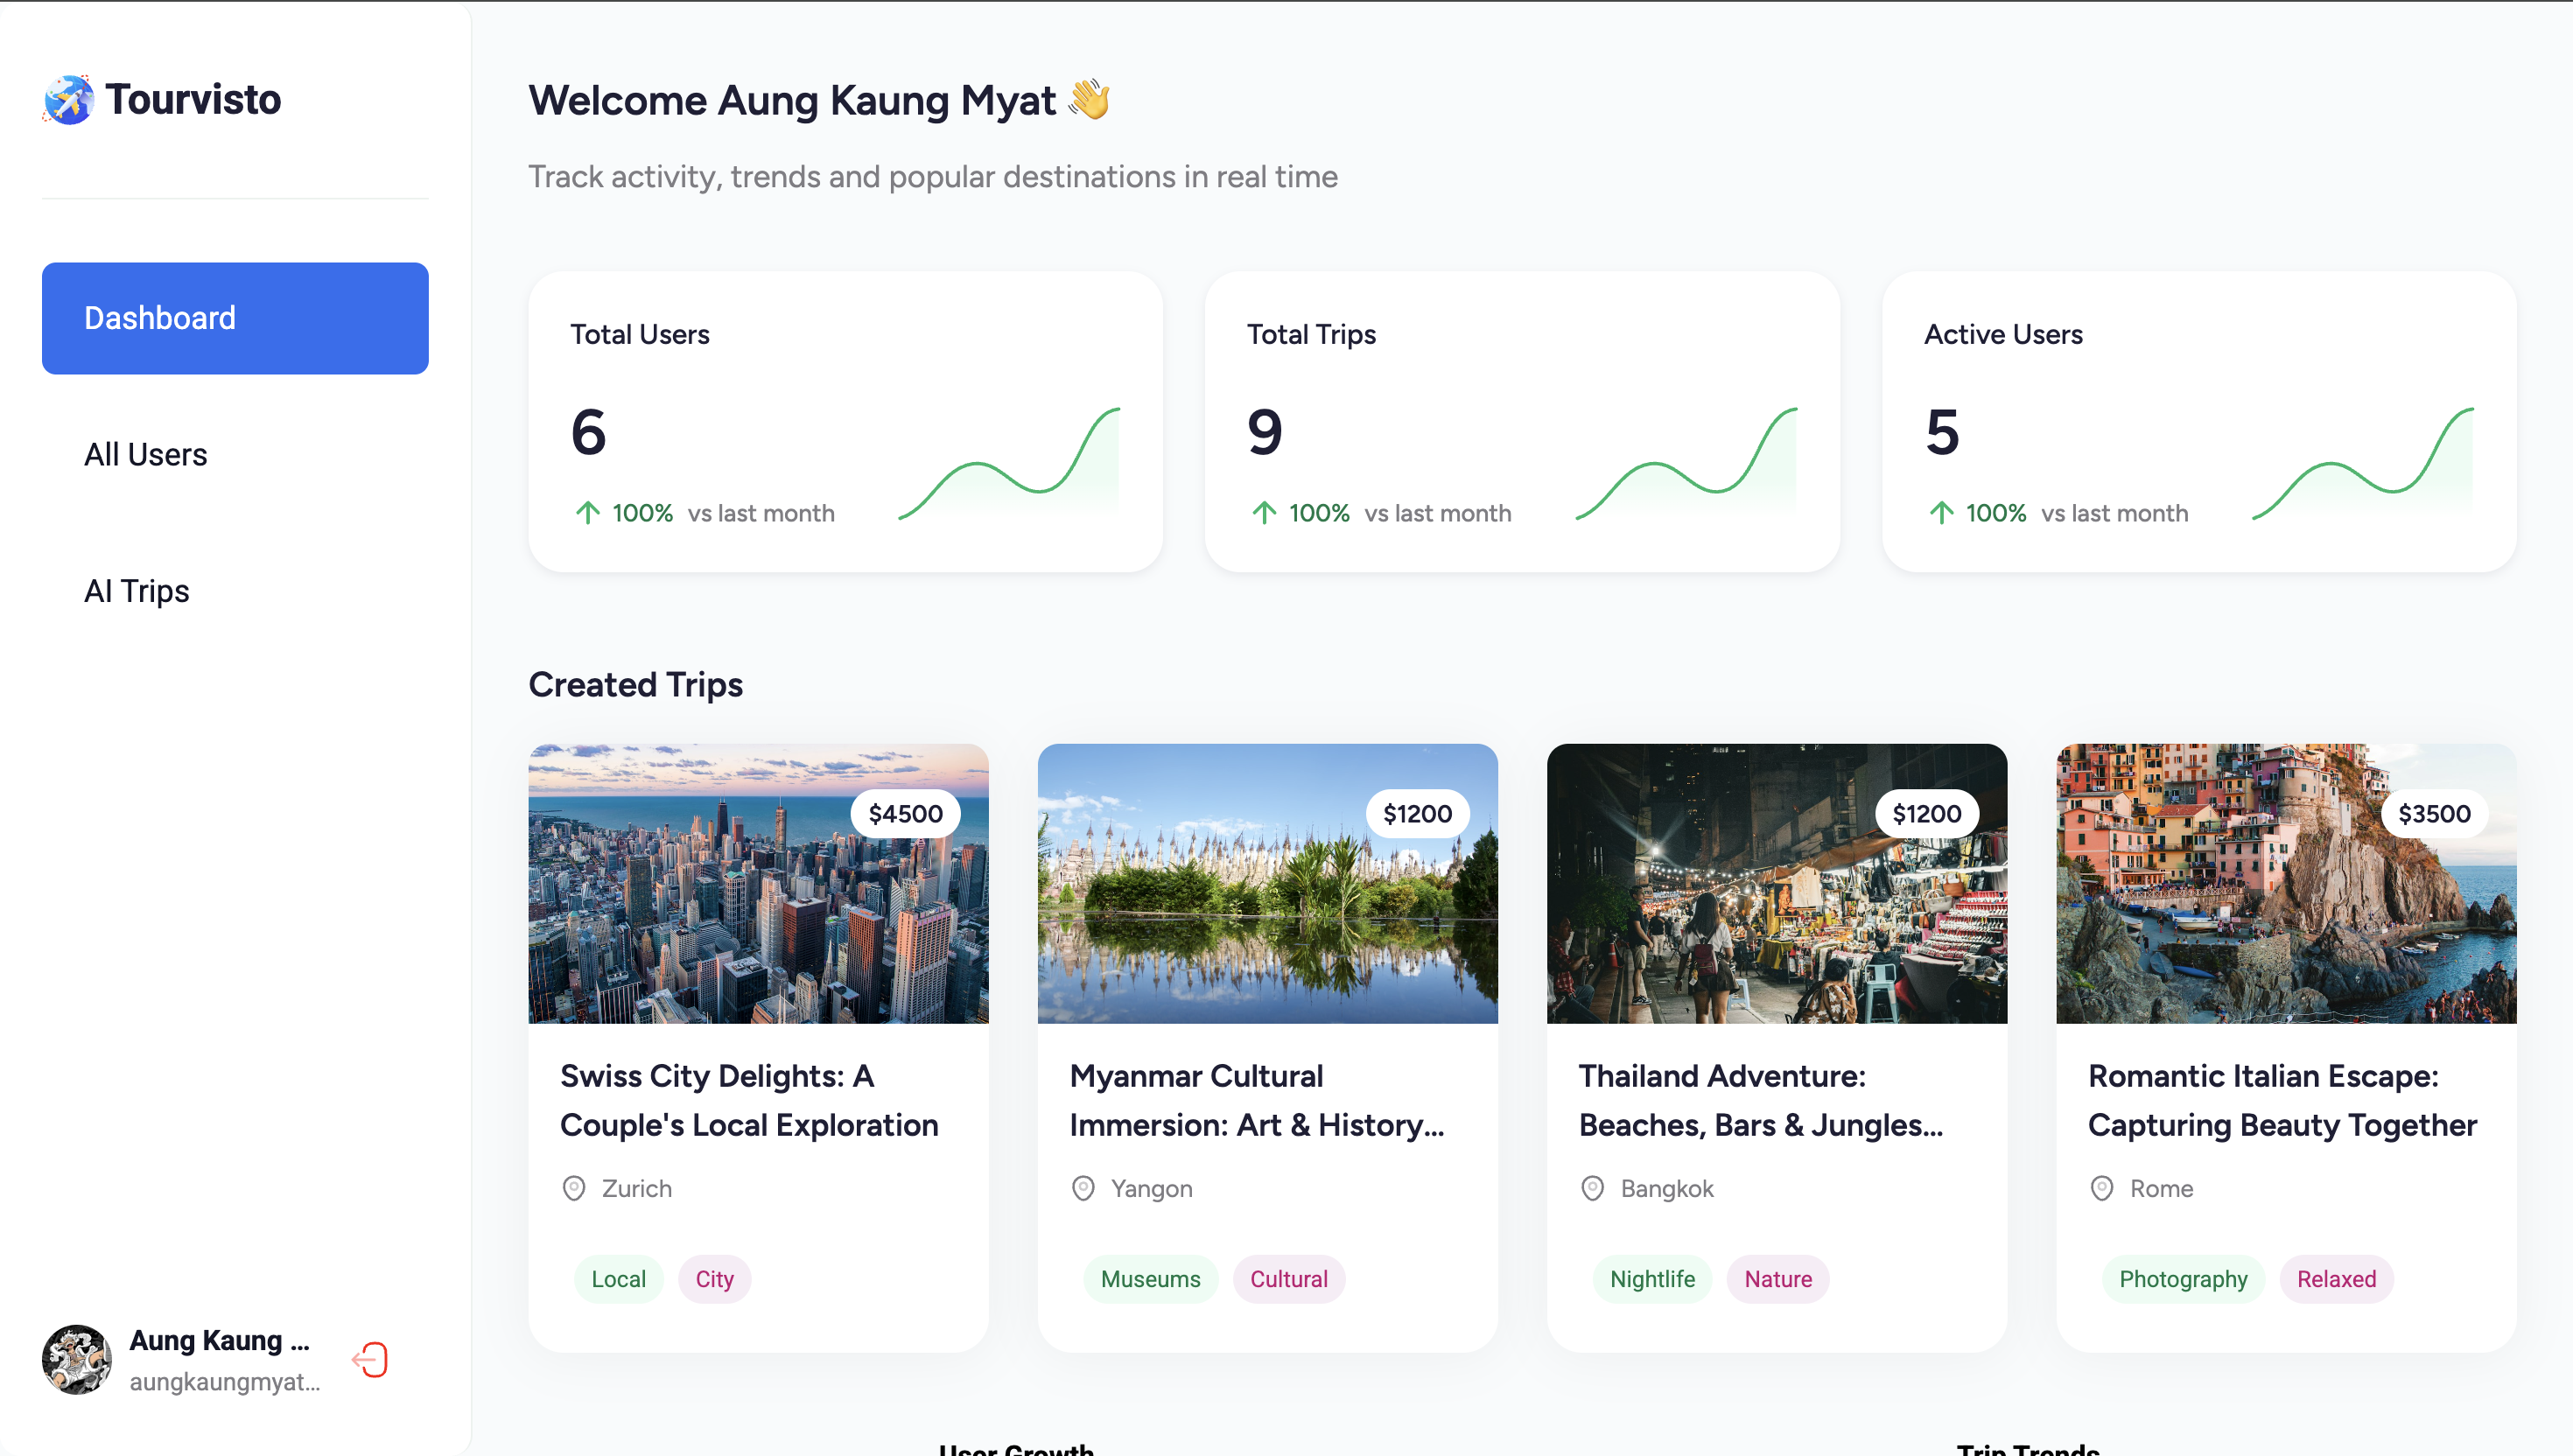 Tourvisto
Dashboard
All Users
AI Trips
Aung Kaung ...
aungkaungmyat...
Welcome Aung Kaung Myat 👋
Track activity, trends and popular destinations in real time
Total Users
6
100% vs last month
Total Trips
9
100% vs last month
Active Users
5
100% vs last month
Created Trips
$4500
Swiss City Delights: A
Couple's Local Exploration
Zurich
Local City
$1200
Myanmar Cultural
Immersion: Art & History...
Yangon
Museums Cultural
$1200
Thailand Adventure:
Beaches, Bars & Jungles...
Bangkok
Nightlife Nature
$3500
Romantic Italian Escape:
Capturing Beauty Together
Rome
Photography Relaxed
User Growth
Trip Trends